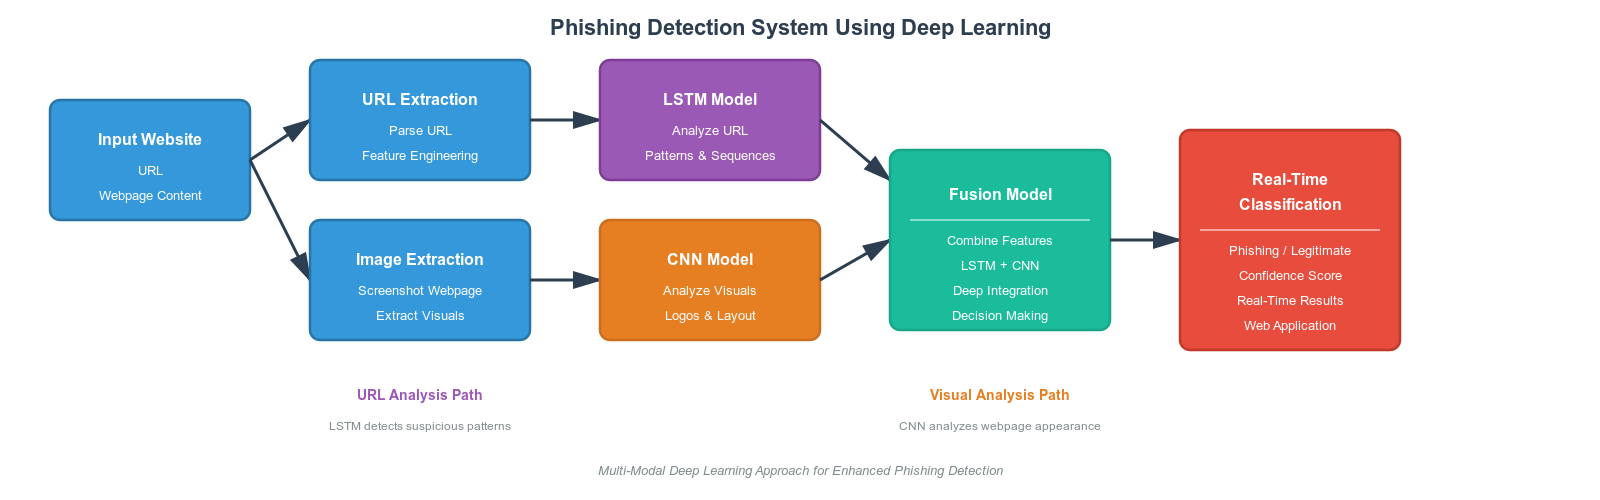 Phishing Detection System Using Deep Learning
Input Website
URL
Webpage Content
URL Extraction
Parse URL
Feature Engineering
Image Extraction
Screenshot Webpage
Extract Visuals
LSTM Model
Analyze URL
Patterns & Sequences
CNN Model
Analyze Visuals
Logos & Layout
Fusion Model
Combine Features
LSTM + CNN
Deep Integration
Decision Making
Real-Time
Classification
Phishing / Legitimate
Confidence Score
Real-Time Results
Web Application
URL Analysis Path
LSTM detects suspicious patterns
Visual Analysis Path
CNN analyzes webpage appearance
Multi-Modal Deep Learning Approach for Enhanced Phishing Detection